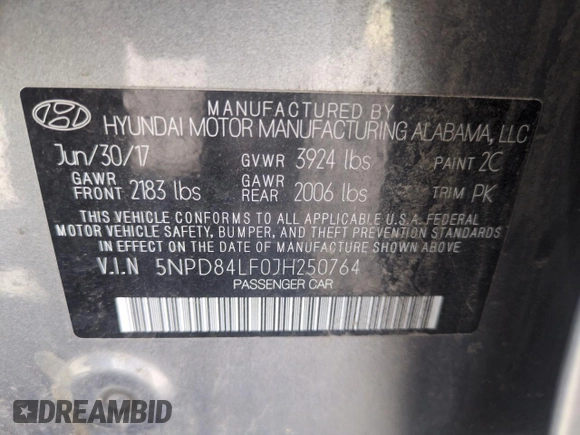 MANUFACTURED BY
HYUNDAI MOTOR MANUFACTURING ALABAMA, LLC
Jun/30/17 GVWR 3924 lbs PAINT 2C
GAWR FRONT 2183 lbs GAWR REAR 2006 lbs TRIM PK
THIS VEHICLE CONFORMS TO ALL APPLICABLE U.S.A. FEDERAL
MOTOR VEHICLE SAFETY, BUMPER, AND THEFT PREVENTION STANDARDS
IN EFFECT ON THE DATE OF MANUFACTURE SHOWN ABOVE.
V.I.N 5NPD84LF0JH250764
PASSENGER CAR
DREAMBID